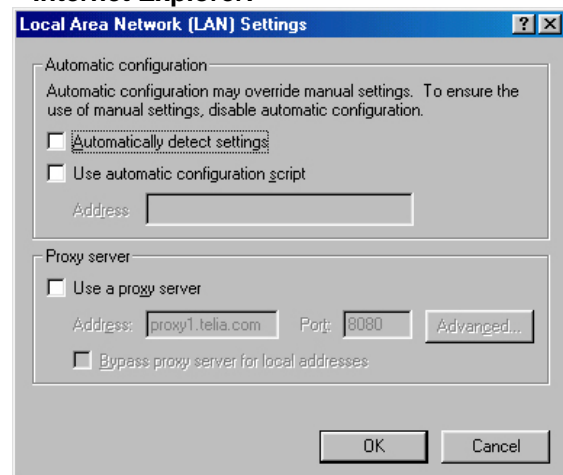 Internet Explorer:
Local Area Network (LAN) Settings
Automatic configuration
Automatic configuration may override manual settings. To ensure the
use of manual settings, disable automatic configuration.
Automatically detect settings
Use automatic configuration script
Address
Proxy server
Use a proxy server
Address: proxy1.telia.com Port: 8080 Advanced...
Bypass proxy server for local addresses
OK Cancel